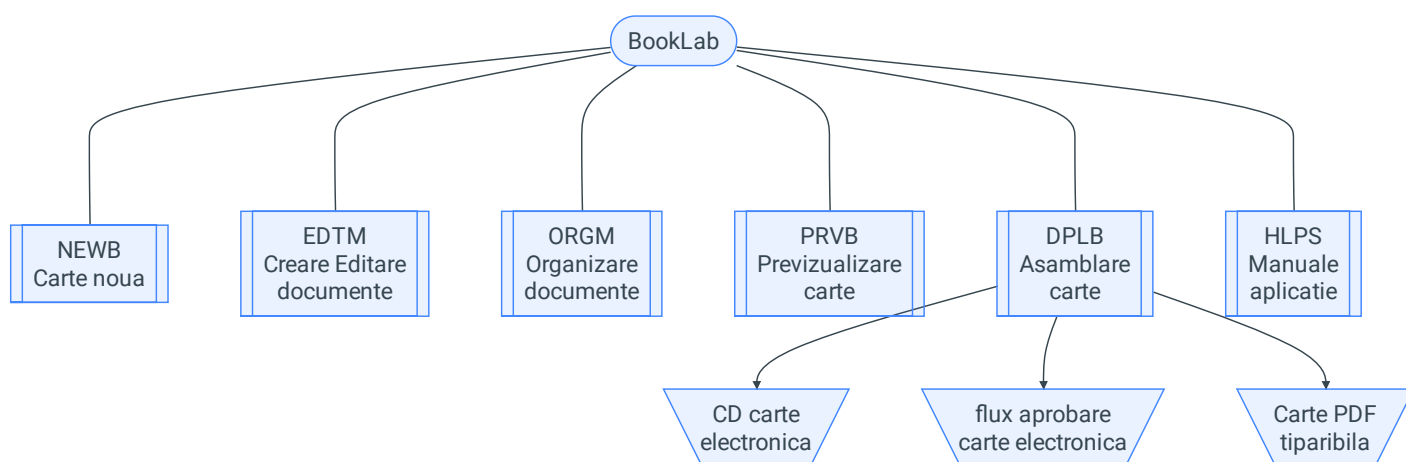 BookLab
NEWB
Carte noua
EDTM
Creare Editare
documente
ORGM
Organizare
documente
PRVB
Previzualizare
carte
DPLB
Asamblare
carte
HLPS
Manuale
aplicatie
CD carte
electronica
flux aprobare
carte electronica
Carte PDF
tiparibila